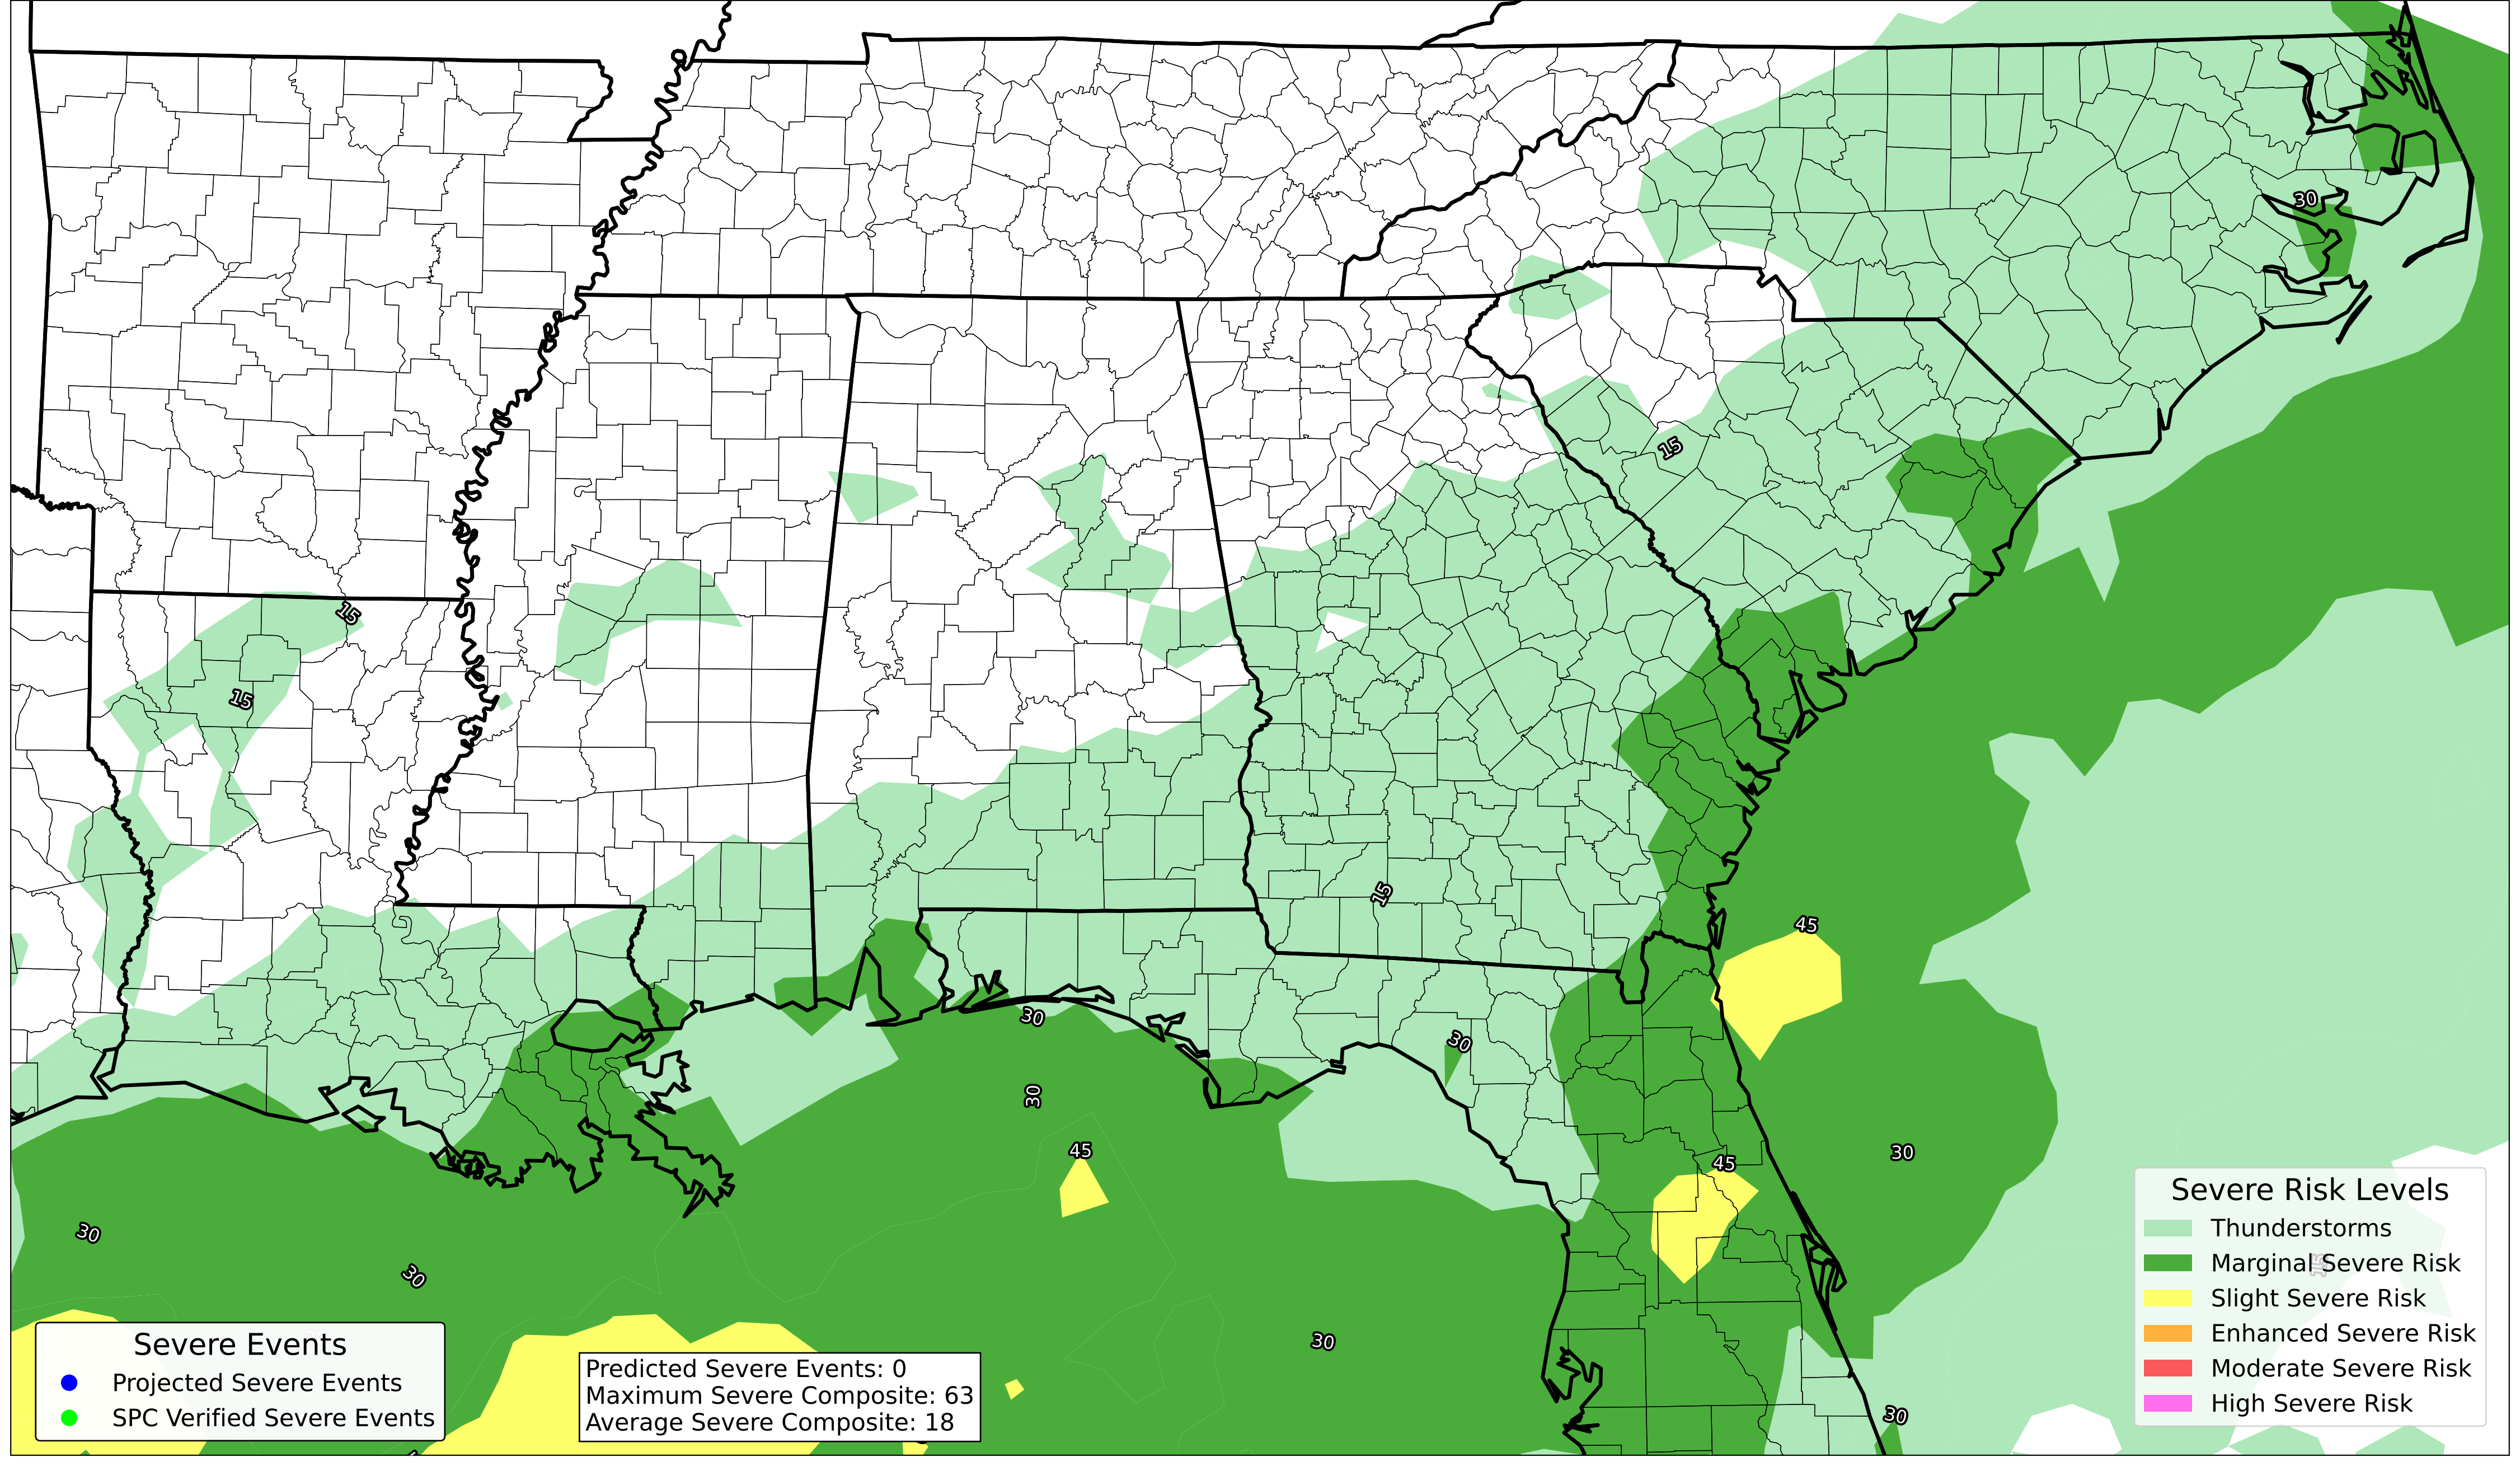 30
15
15
15
15
45
30
30
30
45
30
45
30
30
30
30
Severe Events
Projected Severe Events
SPC Verified Severe Events
Predicted Severe Events: 0
Maximum Severe Composite: 63
Average Severe Composite: 18
Severe Risk Levels
Thunderstorms
Marginal Severe Risk
Slight Severe Risk
Enhanced Severe Risk
Moderate Severe Risk
High Severe Risk